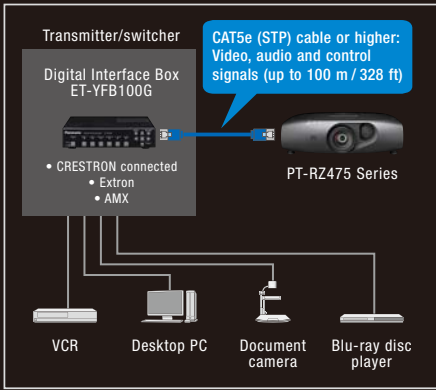 Transmitter/switcher
CAT5e (STP) cable or higher:
Video, audio and control
signals (up to 100 m / 328 ft)
Digital Interface Box
ET-YFB100G
Panasonic
• CRESTRON connected
• Extron
• AMX
PT-RZ475 Series
VCR
Desktop PC
Document
camera
Blu-ray disc
player